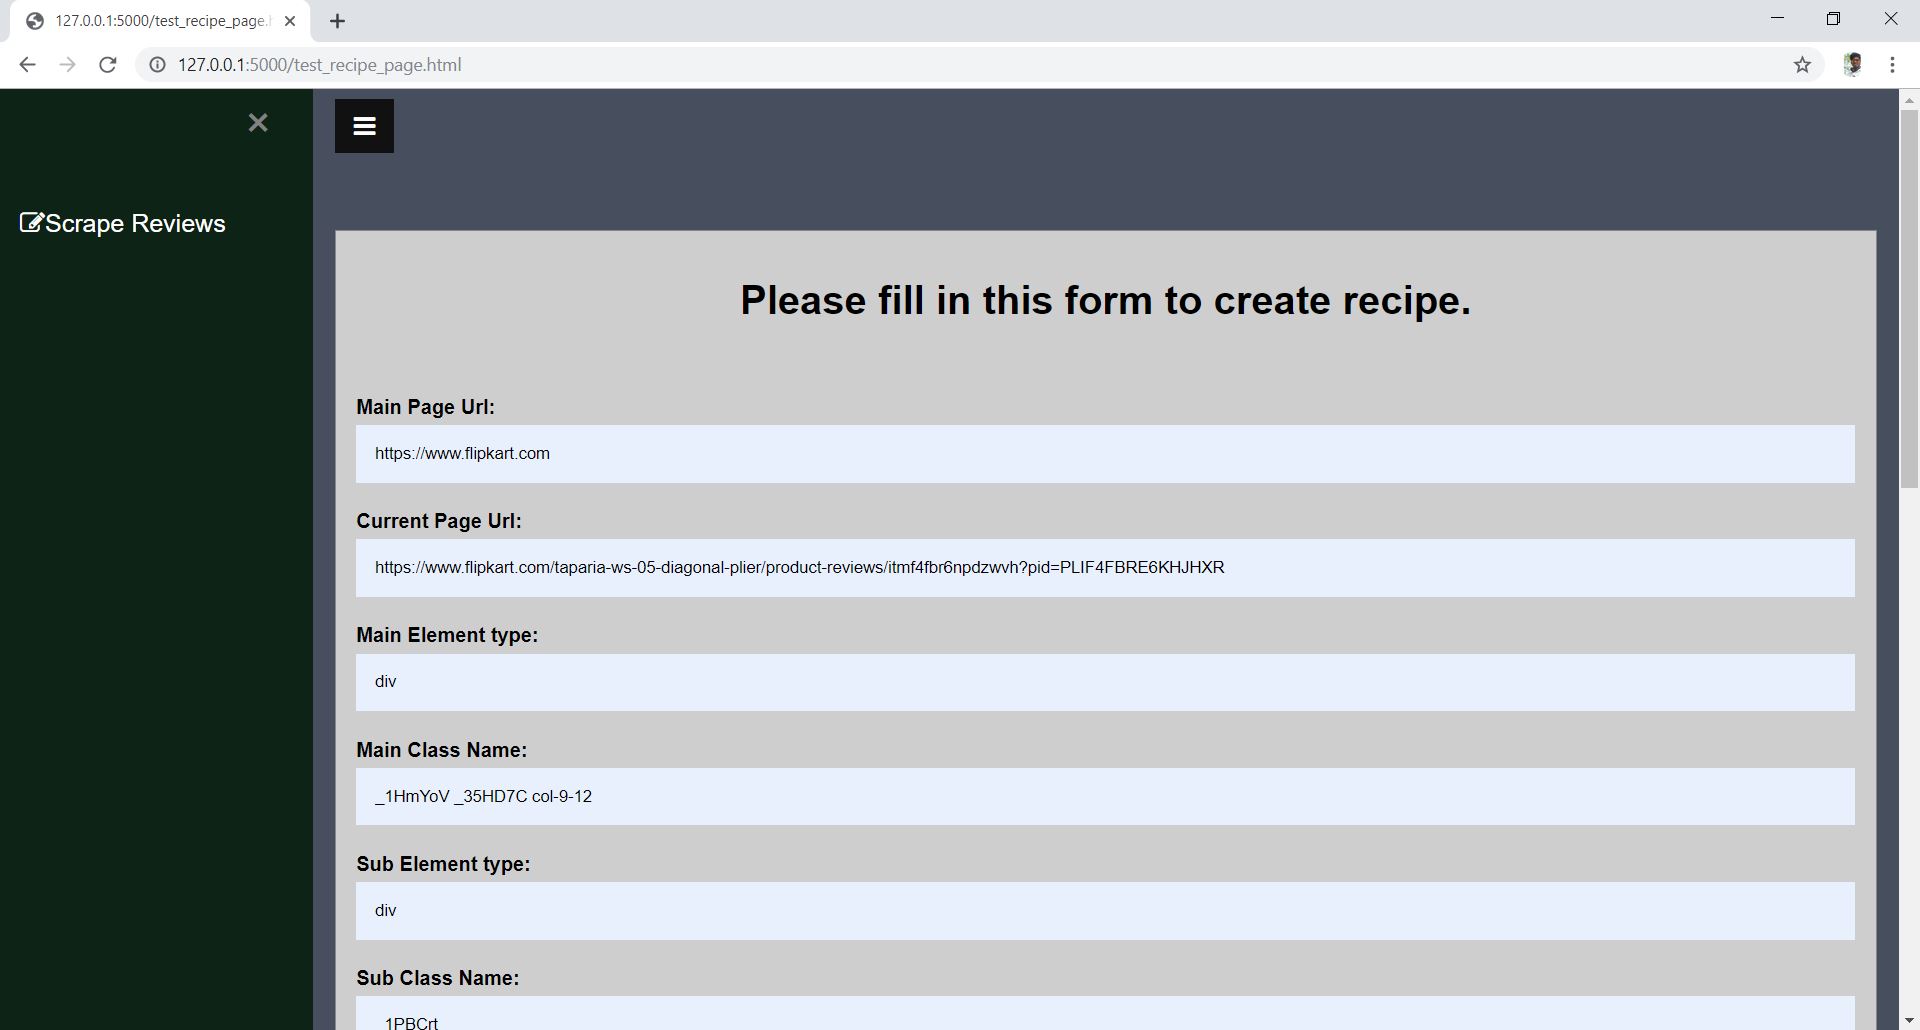 127.0.0.1:5000/test_recipe_page.h
127.0.0.1:5000/test_recipe_page.html
Scrape Reviews
Please fill in this form to create recipe.
Main Page Url:
https://www.flipkart.com
Current Page Url:
https://www.flipkart.com/taparia-ws-05-diagonal-plier/product-reviews/itmf4fbr6npdzwvh?pid=PLIF4FBRE6KHJHXR
Main Element type:
div
Main Class Name:
_1HmYoV _35HD7C col-9-12
Sub Element type:
div
Sub Class Name:
_1PBCrt